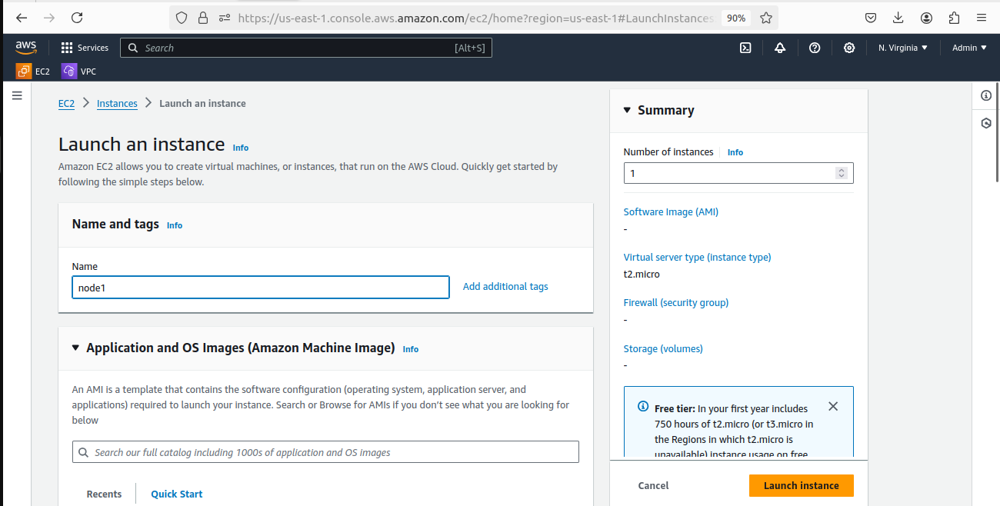 https://us-east-1.console.aws.amazon.com/ec2/home?region=us-east-1#LaunchInstances
90%
aws
Services
Search
[Alt+S]
N. Virginia
Admin
EC2
VPC
EC2
Instances
Launch an instance
Launch an instance Info
Amazon EC2 allows you to create virtual machines, or instances, that run on the AWS Cloud. Quickly get started by
following the simple steps below.
Name and tags Info
Name
node1
Add additional tags
Application and OS Images (Amazon Machine Image) Info
An AMI is a template that contains the software configuration (operating system, application server, and
applications) required to launch your instance. Search or Browse for AMIs if you don’t see what you are looking for
below
Search our full catalog including 1000s of application and OS images
Recents
Quick Start
Summary
Number of instances Info
1
Software Image (AMI)
-
Virtual server type (instance type)
t2.micro
Firewall (security group)
-
Storage (volumes)
-
Free tier: In your first year includes
750 hours of t2.micro (or t3.micro in
the Regions in which t2.micro is
unavailable) instance usage on free
Cancel
Launch instance